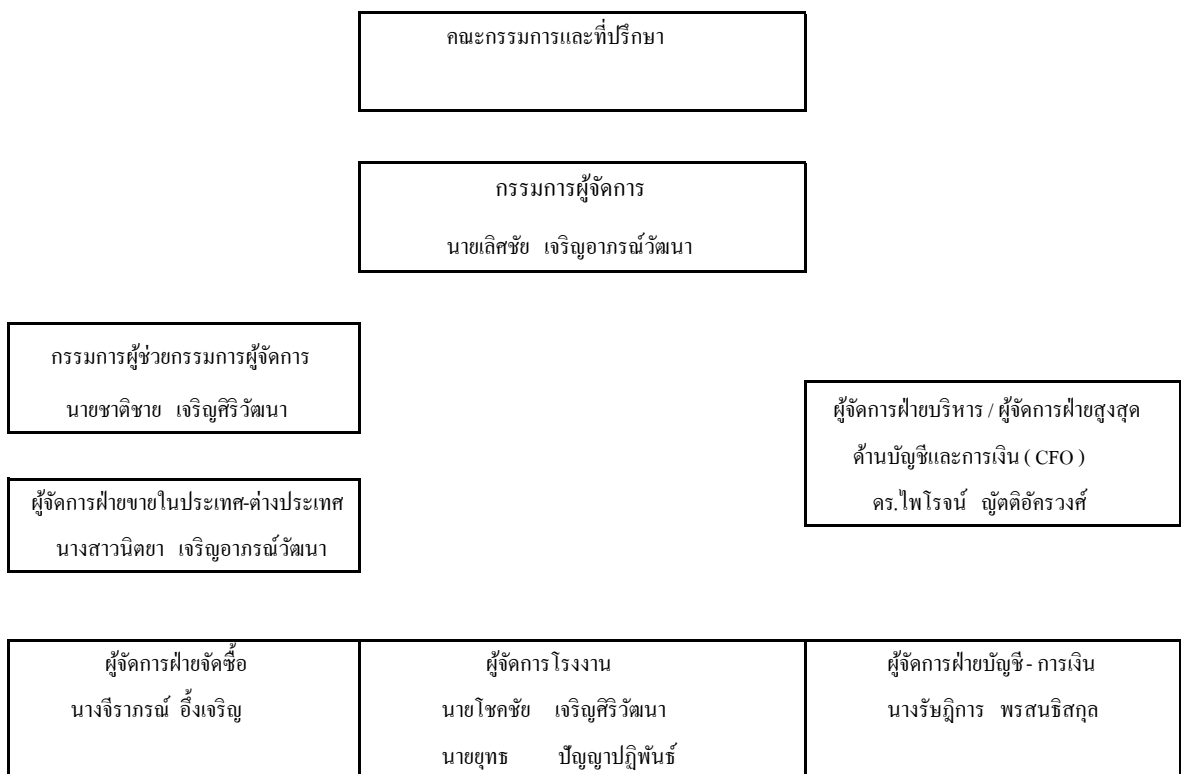 คณะกรรมการและที่ปรึกษา
กรรมการผู้จัดการ
นายเลิศชัย เจริญอาภรณ์วัฒนา
กรรมการผู้ช่วยกรรมการผู้จัดการ
นายชาติชาย เจริญศิริวัฒนา
ผู้จัดการฝ่ายบริหาร / ผู้จัดการฝ่ายสูงสุด
ด้านบัญชีและการเงิน ( CFO )
ดร.ไพโรจน์ ญัตติอัครวงศ์
ผู้จัดการฝ่ายขายในประเทศ-ต่างประเทศ
นางสาวนิตยา เจริญอาภรณ์วัฒนา
ผู้จัดการฝ่ายจัดซื้อ
นางจีราภรณ์ อึ้งเจริญ
ผู้จัดการโรงงาน
นายโชคชัย เจริญศิริวัฒนา
นายยุทธ ปัญญาปฏิพันธ์
ผู้จัดการฝ่ายบัญชี - การเงิน
นางรัษฎิการ พรสนธิสกุล